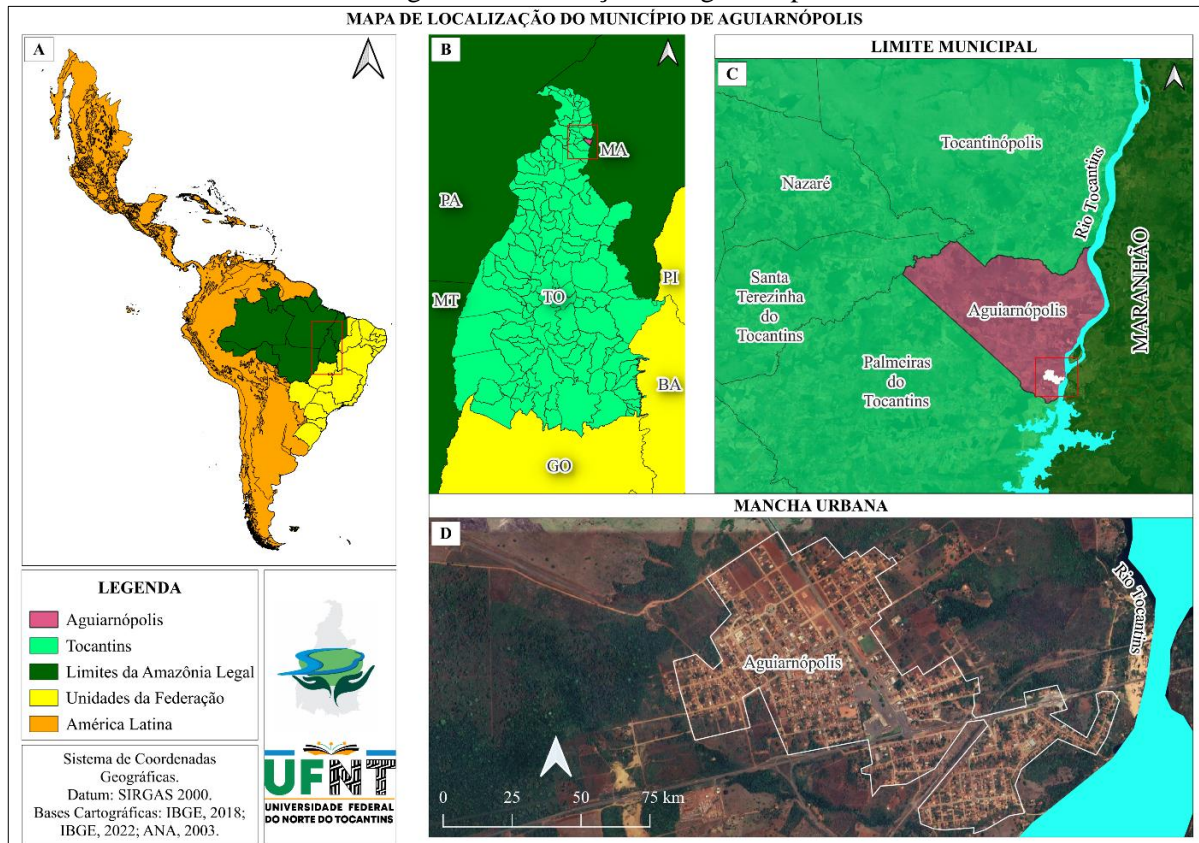 MAPA DE LOCALIZAÇÃO DO MUNICÍPIO DE AGUIARNÓPOLIS
A
B
MA
PA
PI
MT
TO
BA
GO
LIMITE MUNICIPAL
C
Tocantinópolis
Nazaré
Rio Tocantins
MARANHÃO
Santa
Terezinha
do
Tocantins
Aguiarnópolis
Palmeiras
do
Tocantins
MANCHA URBANA
D
Rio Tocantins
Aguiarnópolis
0 25 50 75 km
LEGENDA
Aguiarnópolis
Tocantins
Limites da Amazônia Legal
Unidades da Federação
América Latina
Sistema de Coordenadas
Geográficas.
Datum: SIRGAS 2000.
Bases Cartográficas: IBGE, 2018;
IBGE, 2022; ANA, 2003.
UFNT
UNIVERSIDADE FEDERAL
DO NORTE DO TOCANTINS